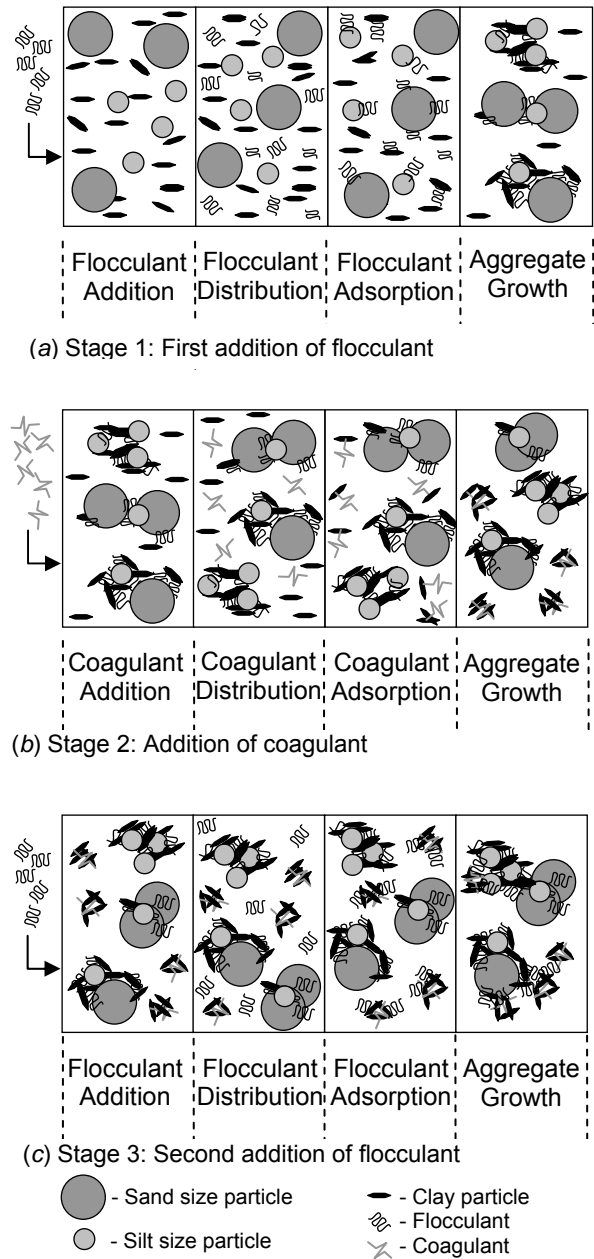 Flocculant Addition
Flocculant Distribution
Flocculant Adsorption
Aggregate Growth
(a) Stage 1: First addition of flocculant
Coagulant Addition
Coagulant Distribution
Coagulant Adsorption
Aggregate Growth
(b) Stage 2: Addition of coagulant
Flocculant Addition
Flocculant Distribution
Flocculant Adsorption
Aggregate Growth
(c) Stage 3: Second addition of flocculant
- Sand size particle
- Silt size particle
- Clay particle
- Flocculant
- Coagulant